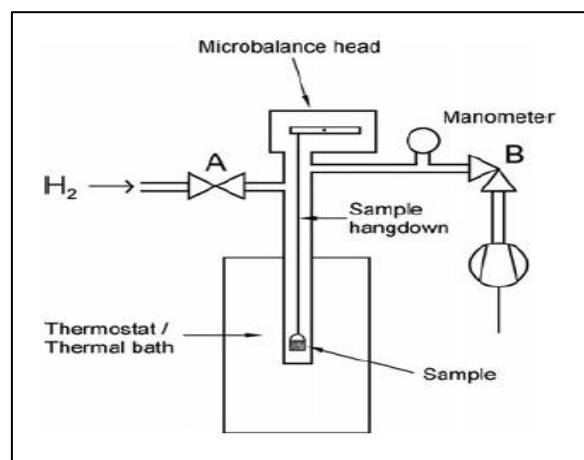 Microbalance head
Manometer
A
B
H₂
Sample
hangdown
Thermostat /
Thermal bath
Sample